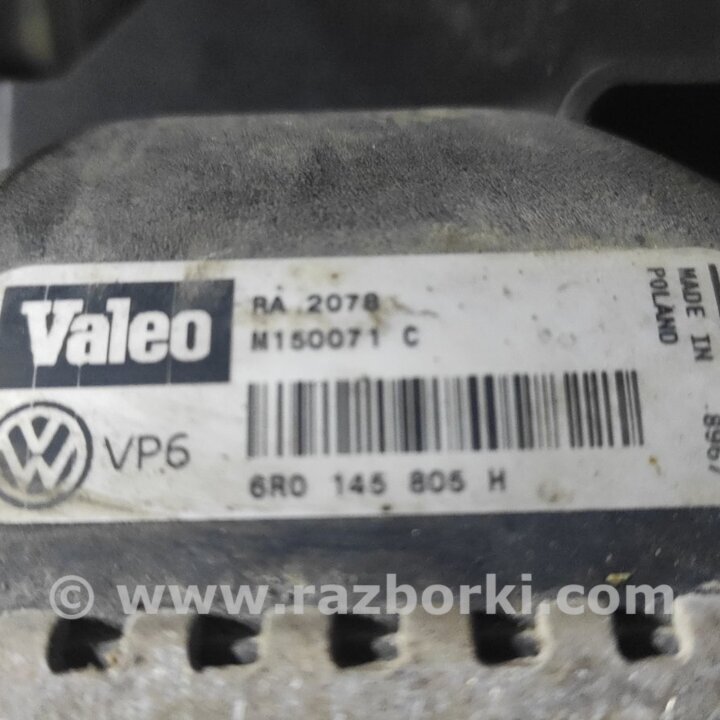 Valeo
RA 2078
M150071 C
VP6
6R0 145 805 H
MADE IN
POLAND
© www.razborki.com